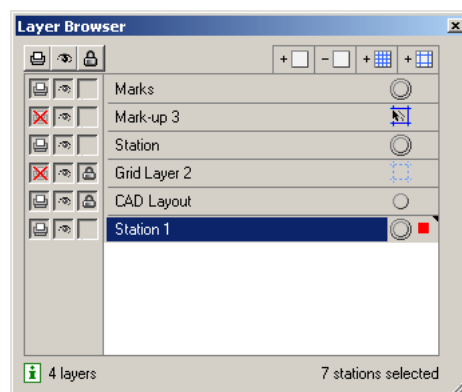 Layer Browser
Marks
Mark-up 3
Station
Grid Layer 2
CAD Layout
Station 1
4 layers
7 stations selected